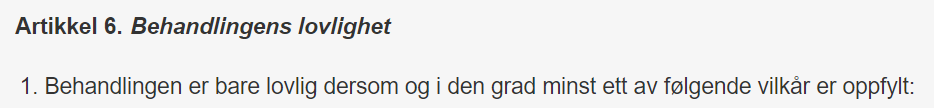 Artikkel 6. Behandlingens lovlighet
1. Behandlingen er bare lovlig dersom og i den grad minst ett av følgende vilkår er oppfylt: